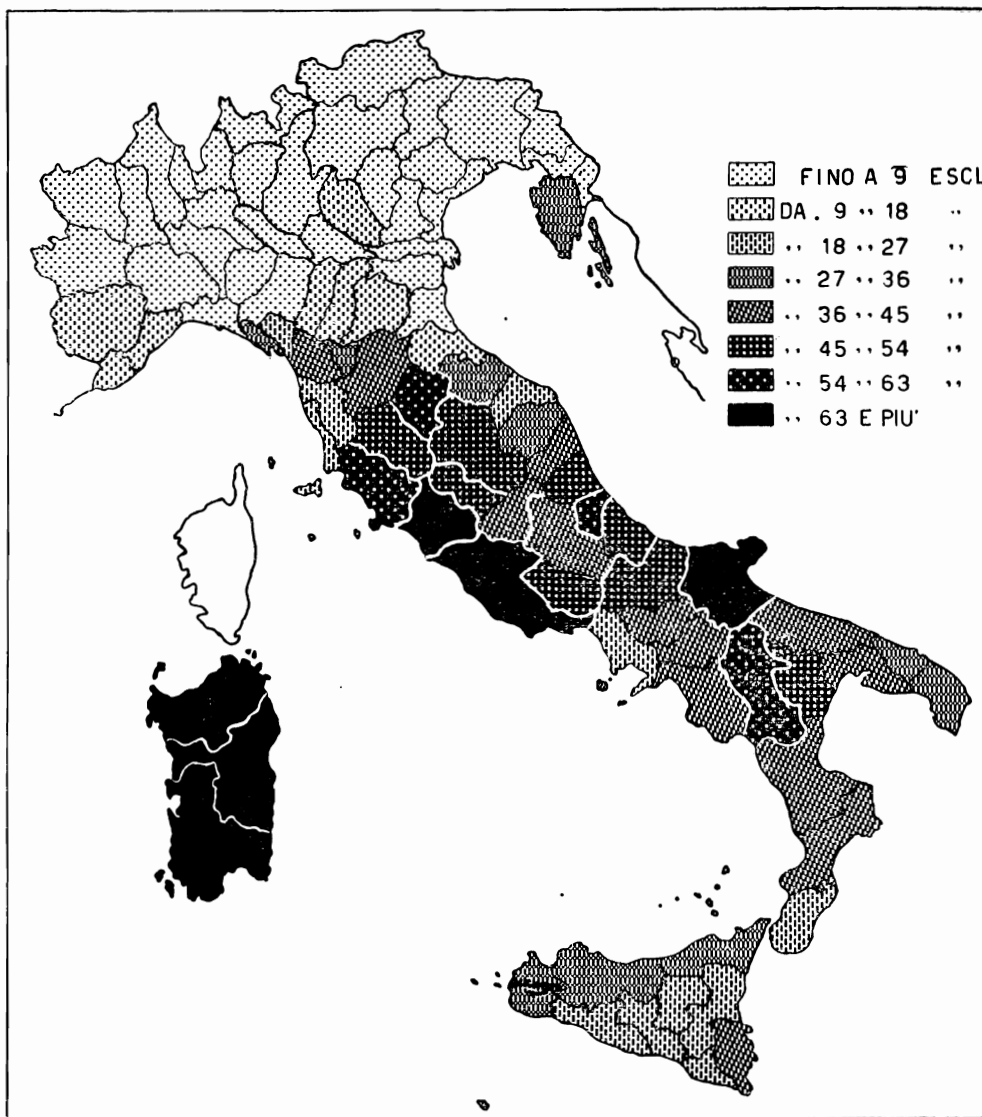 FINO A 9 ESCL
DA . 9 ,, 18 ,,
,, 18 ,, 27 ,,
,, 27 ,, 36 ,,
,, 36 ,, 45 ,,
,, 45 ,, 54 ,,
,, 54 ,, 63 ,,
,, 63 E PIU'